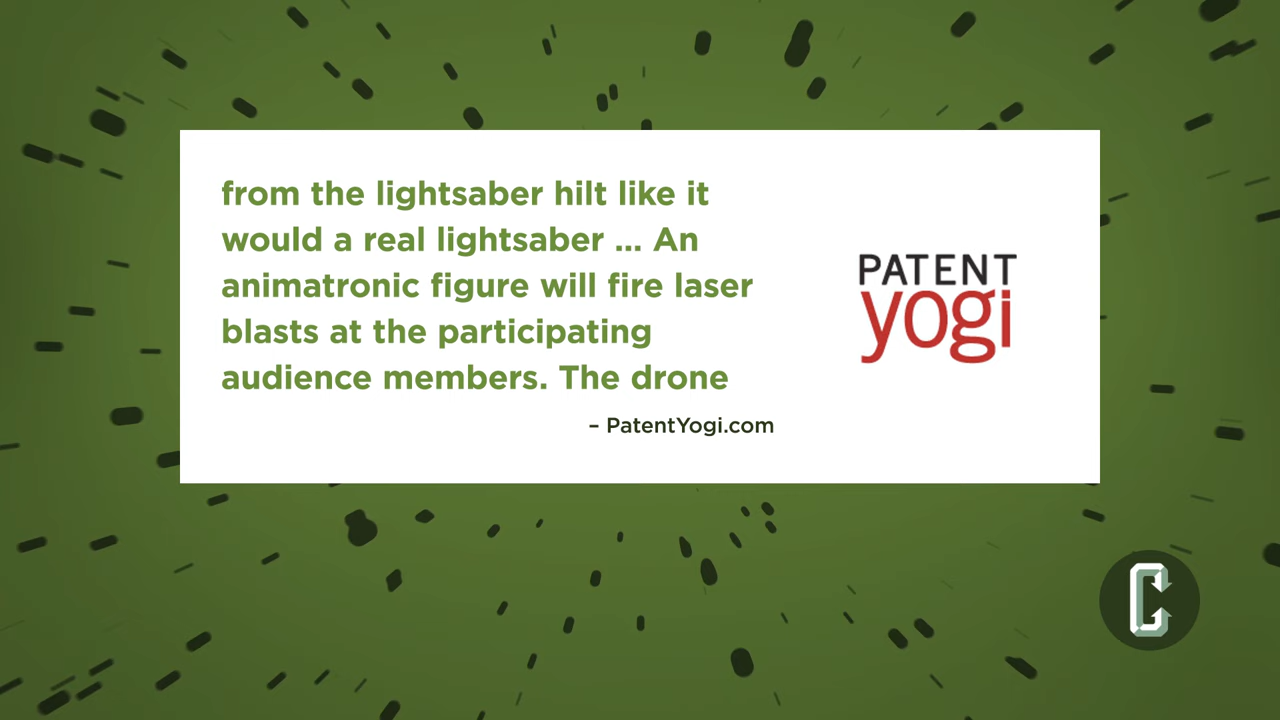 from the lightsaber hilt like it
would a real lightsaber ... An
animatronic figure will fire laser
blasts at the participating
audience members. The drone
– PatentYogi.com
PATENT
yogi
C